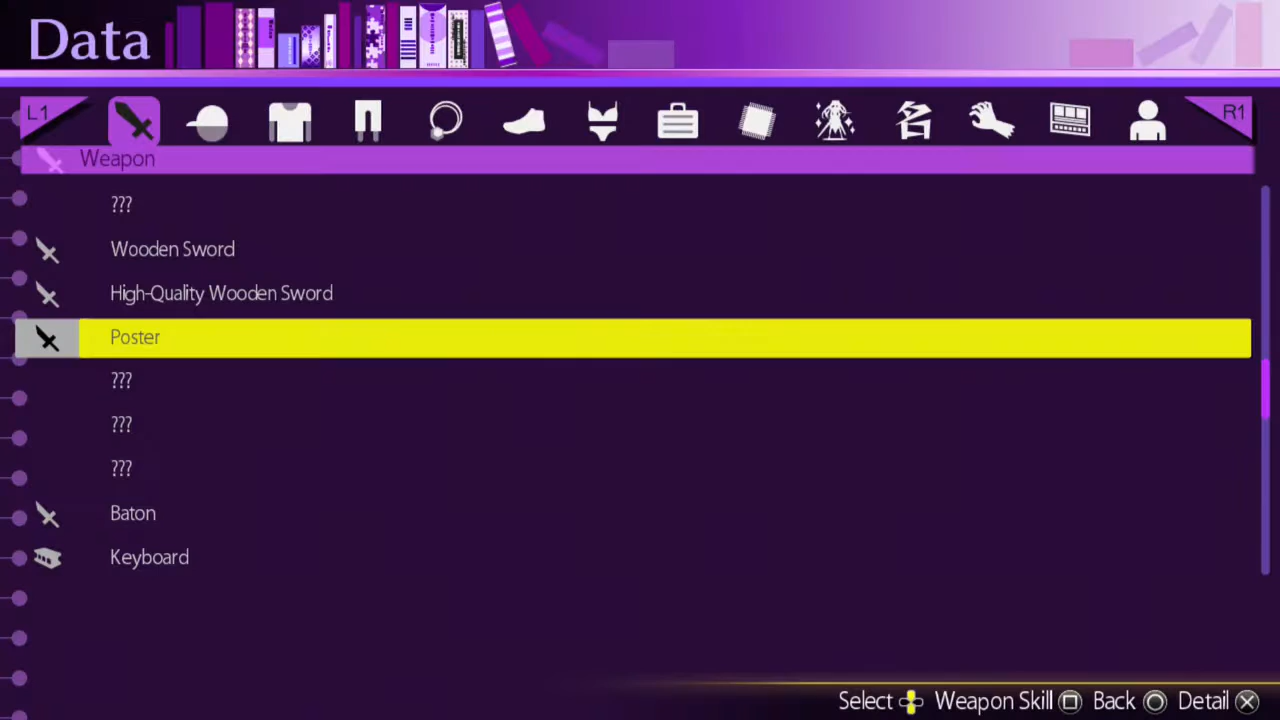 Data
L1
R1
Weapon
???
Wooden Sword
High-Quality Wooden Sword
Poster
???
???
???
Baton
Keyboard
Select Weapon Skill Back Detail